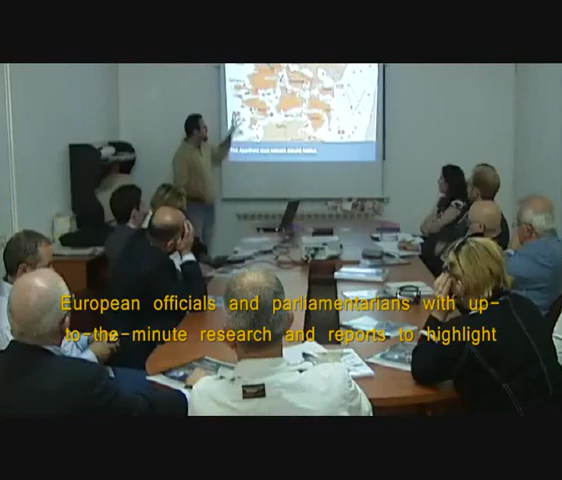 European officials and parliamentarians with up-
to-the-minute research and reports to highlight